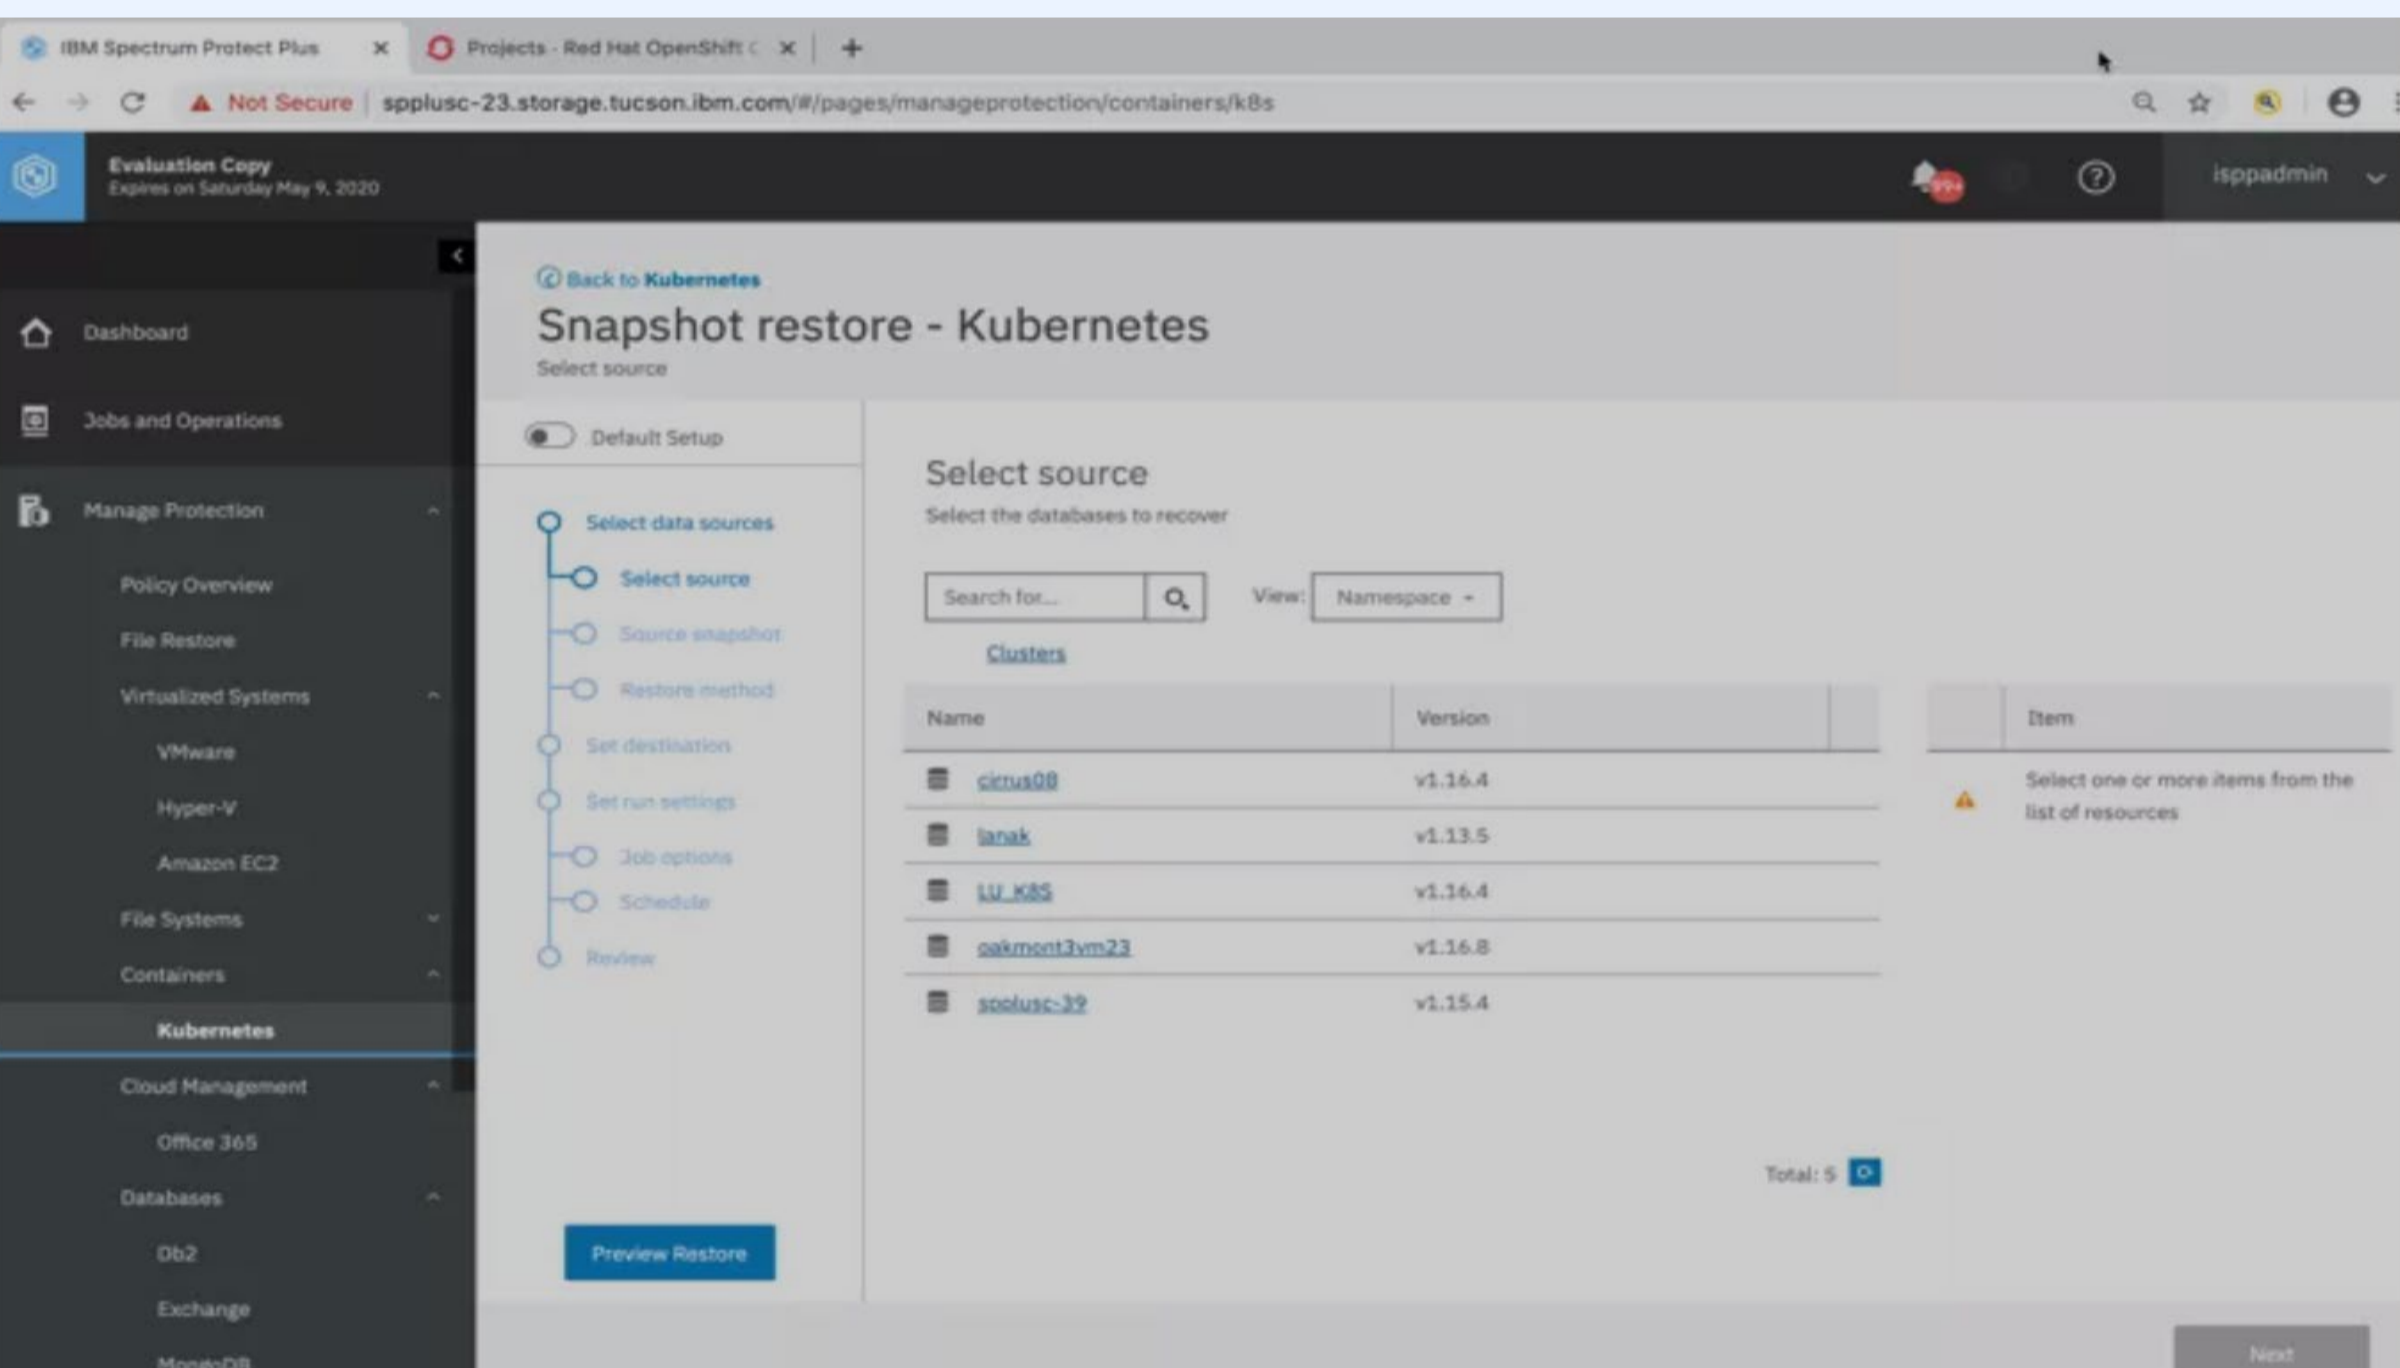 IBM Spectrum Protect Plus
Projects - Red Hat OpenShift C
Not Secure
spplusc-23.storage.tucson.ibm.com/#/pages/manageprotection/containers/k8s
Evaluation Copy
Expires on Saturday May 9, 2020
99+
isppadmin
Dashboard
Jobs and Operations
Manage Protection
Policy Overview
File Restore
Virtualized Systems
VMware
Hyper-V
Amazon EC2
File Systems
Containers
Kubernetes
Cloud Management
Office 365
Databases
Db2
Exchange
MongoDB
Back to Kubernetes
Snapshot restore - Kubernetes
Select source
Default Setup
Select data sources
Select source
Source snapshot
Restore method
Set destination
Set run settings
Job options
Schedule
Review
Preview Restore
Select source
Select the databases to recover
Search for...
View: Namespace
Clusters
Name Version
cirrus08 v1.16.4
lanak v1.13.5
LU_K8S v1.16.4
oakmont3vm23 v1.16.8
spplusc-39 v1.15.4
Total: 5
Item
Select one or more items from the
list of resources
Next